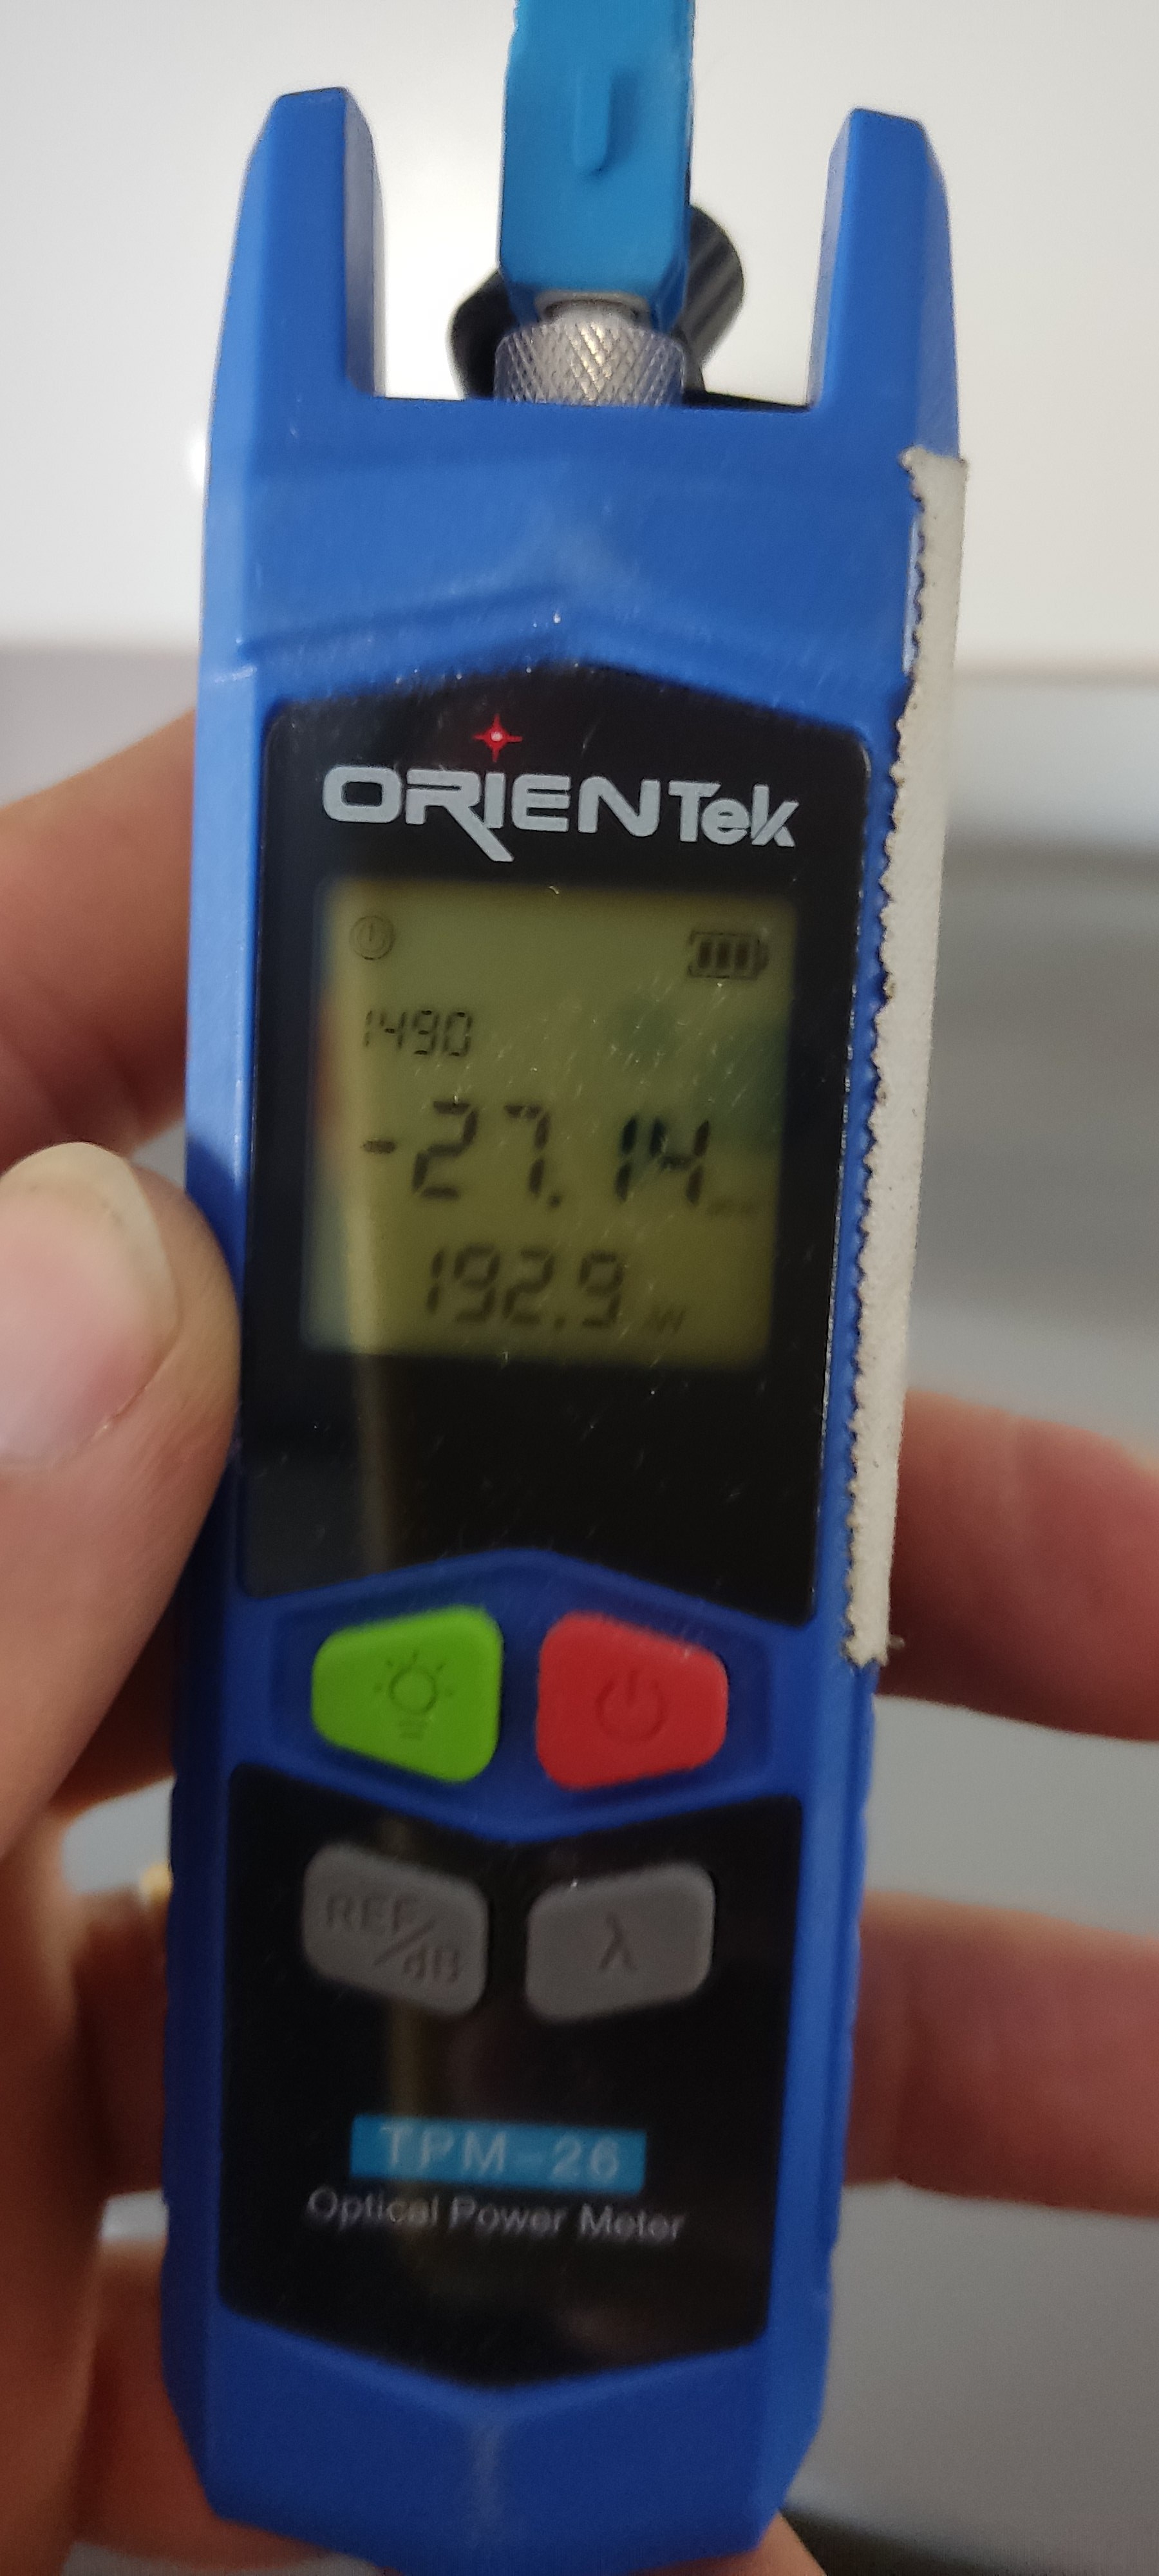 ORIENTek
1490
-27.14
192.9
REF/dB
λ
TPM-26
Optical Power Meter